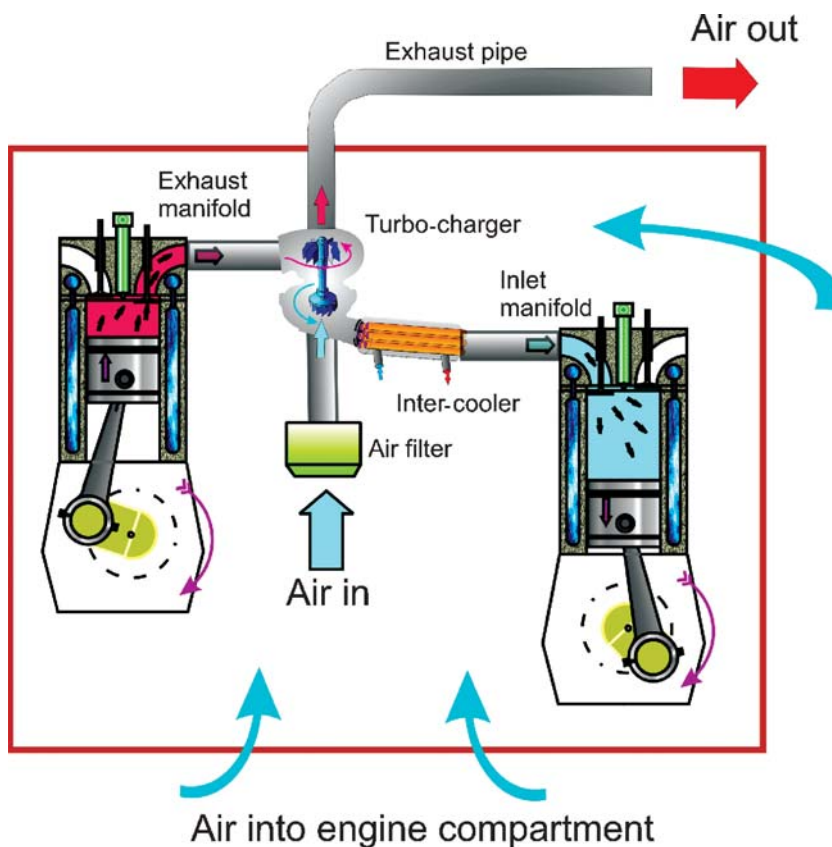 Air out
Exhaust pipe
Exhaust
manifold
Turbo-charger
Inlet
manifold
Inter-cooler
Air filter
Air in
Air into engine compartment